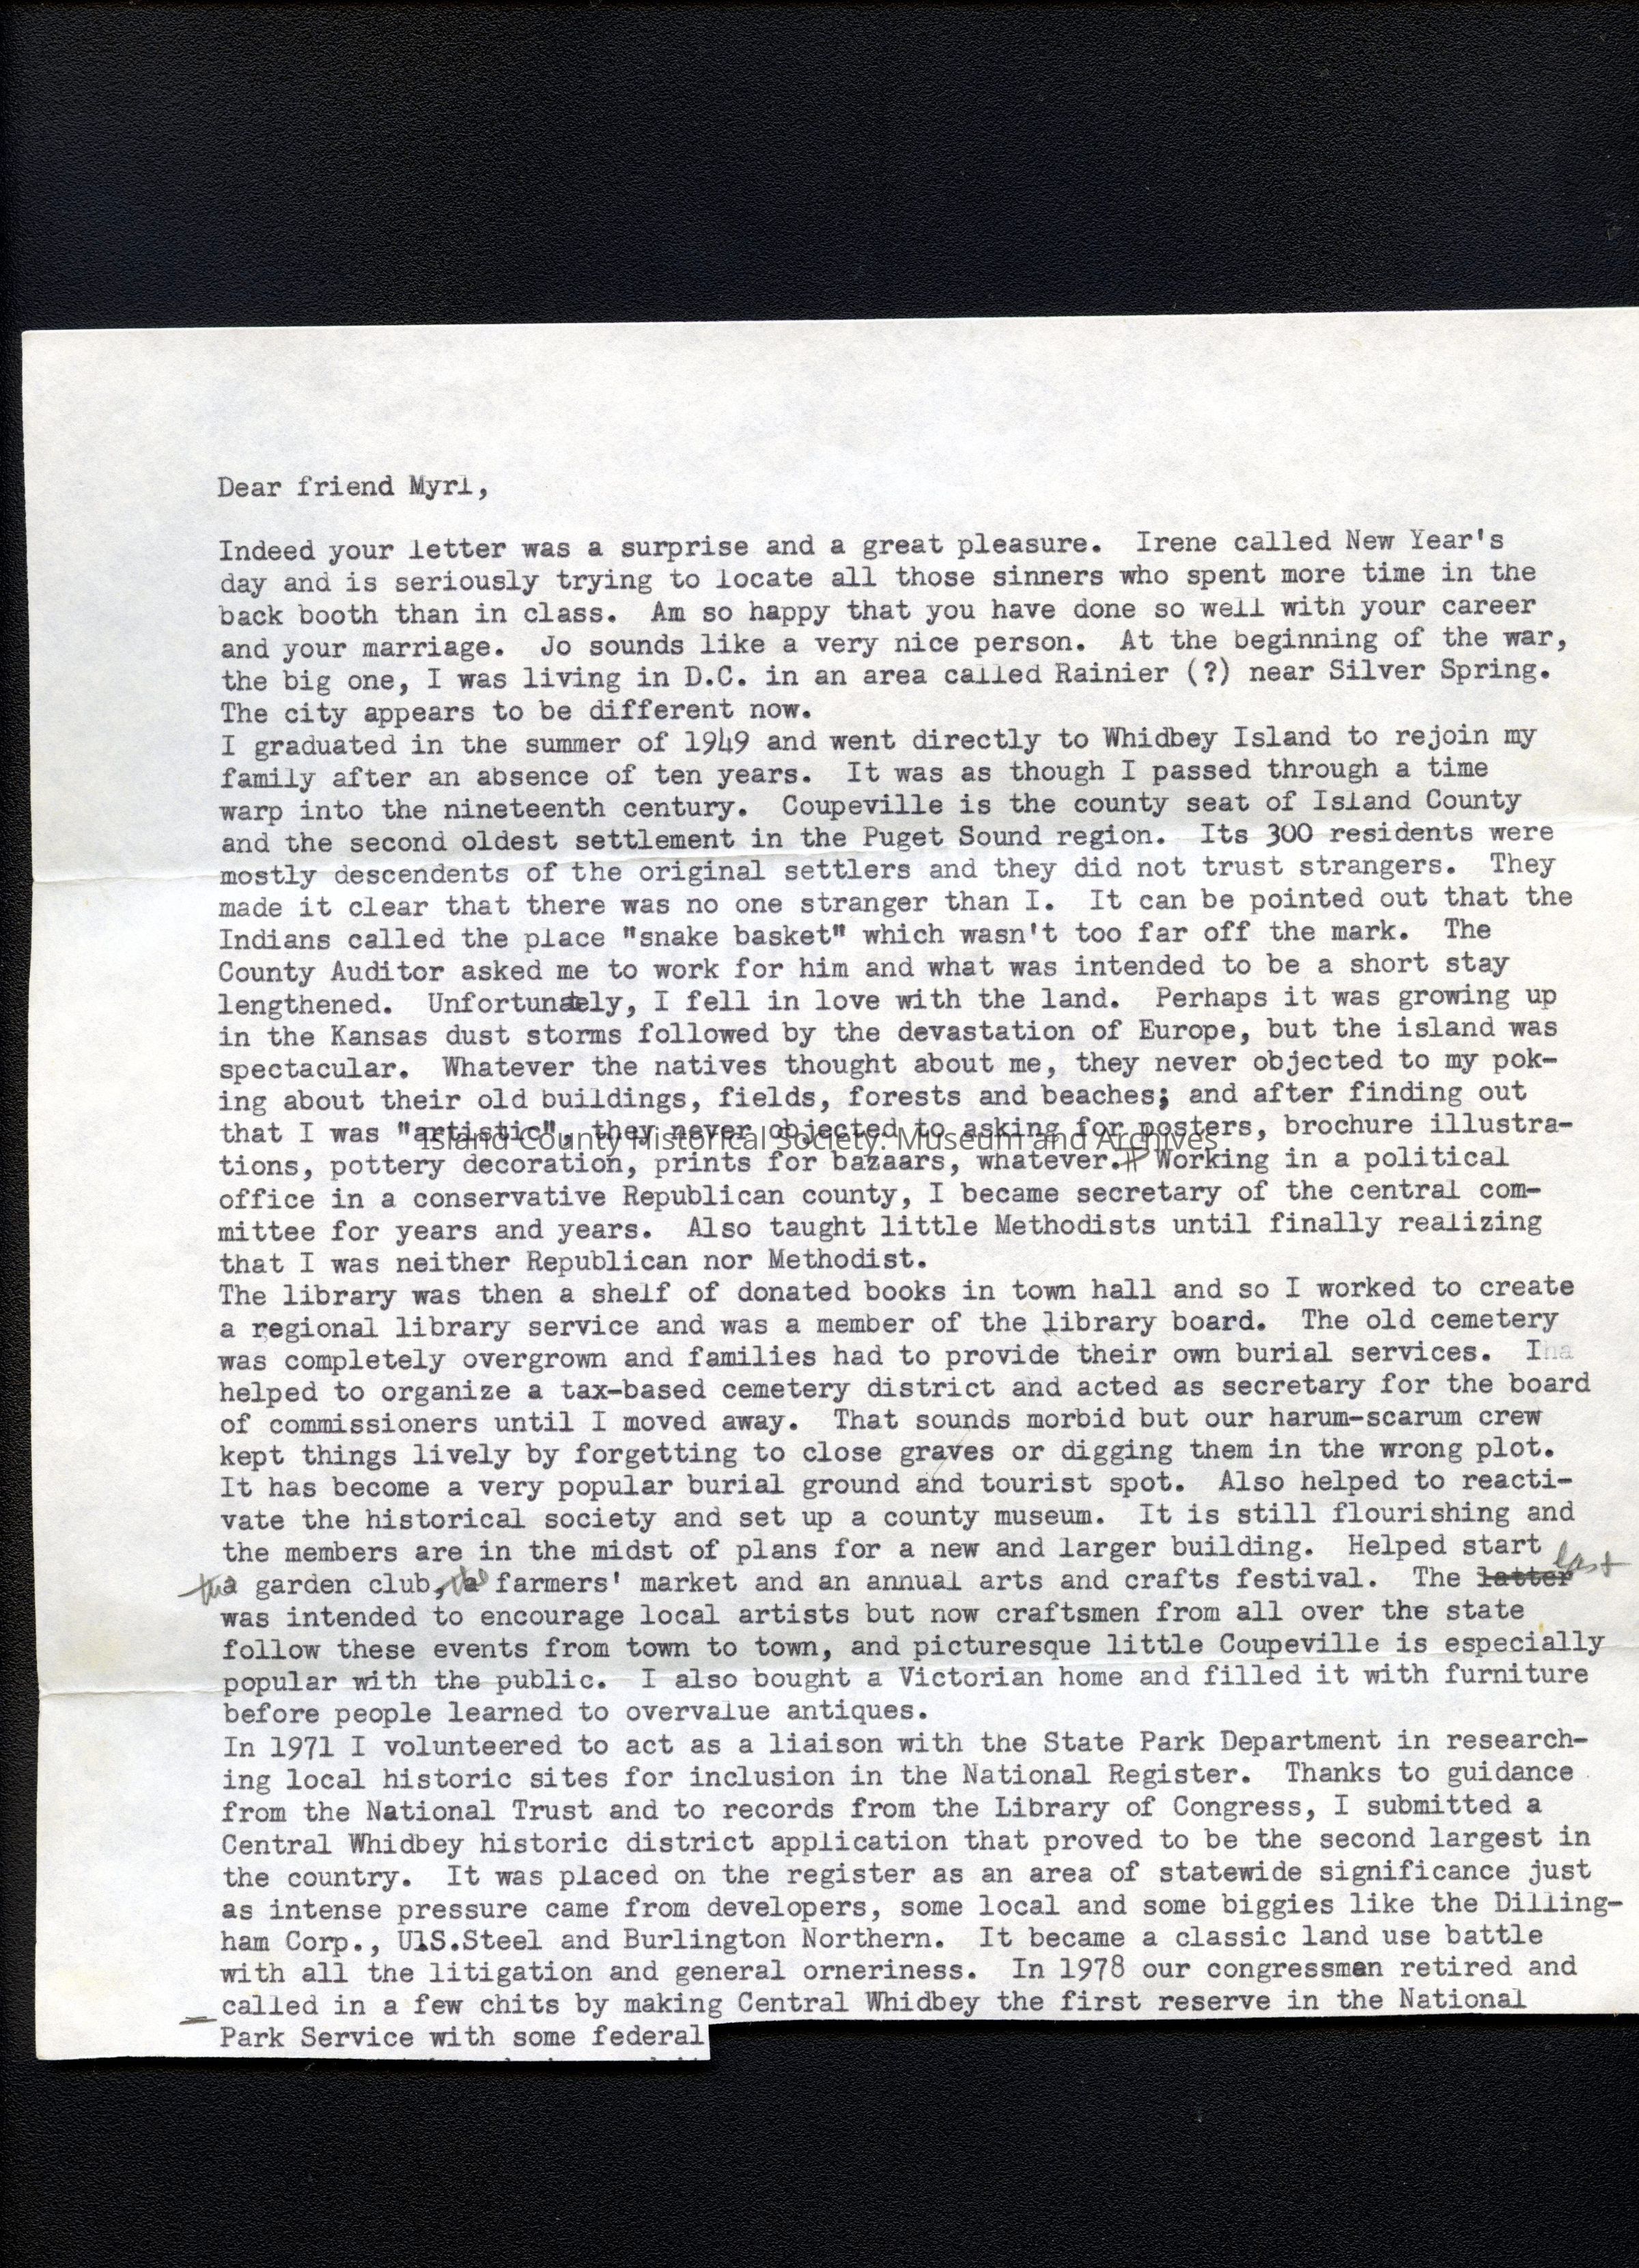 Dear friend Myrl,
Indeed your letter was a surprise and a great pleasure. Irene called New Year's
day and is seriously trying to locate all those sinners who spent more time in the
back booth than in class. Am so happy that you have done so well with your career
and your marriage. Jo sounds like a very nice person. At the beginning of the war,
the big one, I was living in D.C. in an area called Rainier (?) near Silver Spring.
The city appears to be different now.
I graduated in the summer of 1949 and went directly to Whidbey Island to rejoin my
family after an absence of ten years. It was as though I passed through a time
warp into the nineteenth century. Coupeville is the county seat of Island County
and the second oldest settlement in the Puget Sound region. Its 300 residents were
mostly descendents of the original settlers and they did not trust strangers. They
made it clear that there was no one stranger than I. It can be pointed out that the
Indians called the place "snake basket" which wasn't too far off the mark. The
County Auditor asked me to work for him and what was intended to be a short stay
lengthened. Unfortunately, I fell in love with the land. Perhaps it was growing up
in the Kansas dust storms followed by the devastation of Europe, but the island was
spectacular. Whatever the natives thought about me, they never objected to my pok-
ing about their old buildings, fields, forests and beaches; and after finding out
that I was "artistic", they never objected to asking for posters, brochure illustra-
Island County Historical Society: Museum and Archives
tions, pottery decoration, prints for bazaars, whatever. Working in a political
office in a conservative Republican county, I became secretary of the central com-
mittee for years and years. Also taught little Methodists until finally realizing
that I was neither Republican nor Methodist.
The library was then a shelf of donated books in town hall and so I worked to create
a regional library service and was a member of the library board. The old cemetery
was completely overgrown and families had to provide their own burial services. I
helped to organize a tax-based cemetery district and acted as secretary for the board
of commissioners until I moved away. That sounds morbid but our harum-scarum crew
kept things lively by forgetting to close graves or digging them in the wrong plot.
It has become a very popular burial ground and tourist spot. Also helped to reacti-
vate the historical society and set up a county museum. It is still flourishing and
the members are in the midst of plans for a new and larger building. Helped start
last
the garden club, the farmers' market and an annual arts and crafts festival. The latter
was intended to encourage local artists but now craftsmen from all over the state
follow these events from town to town, and picturesque little Coupeville is especially
popular with the public. I also bought a Victorian home and filled it with furniture
before people learned to overvalue antiques.
In 1971 I volunteered to act as a liaison with the State Park Department in research-
ing local historic sites for inclusion in the National Register. Thanks to guidance
from the National Trust and to records from the Library of Congress, I submitted a
Central Whidbey historic district application that proved to be the second largest in
the country. It was placed on the register as an area of statewide significance just
as intense pressure came from developers, some local and some biggies like the Dilling-
ham Corp., U.S.Steel and Burlington Northern. It became a classic land use battle
with all the litigation and general orneriness. In 1978 our congressman retired and
called in a few chits by making Central Whidbey the first reserve in the National
Park Service with some federal